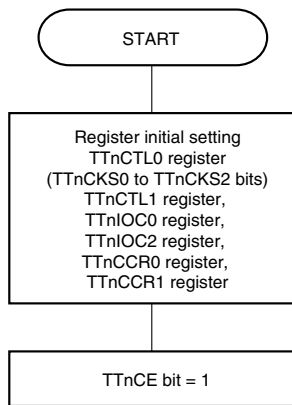 START
Register initial setting
TTnCTL0 register
(TTnCKS0 to TTnCKS2 bits)
TTnCTL1 register,
TTnIOC0 register,
TTnIOC2 register,
TTnCCR0 register,
TTnCCR1 register
TTnCE bit = 1